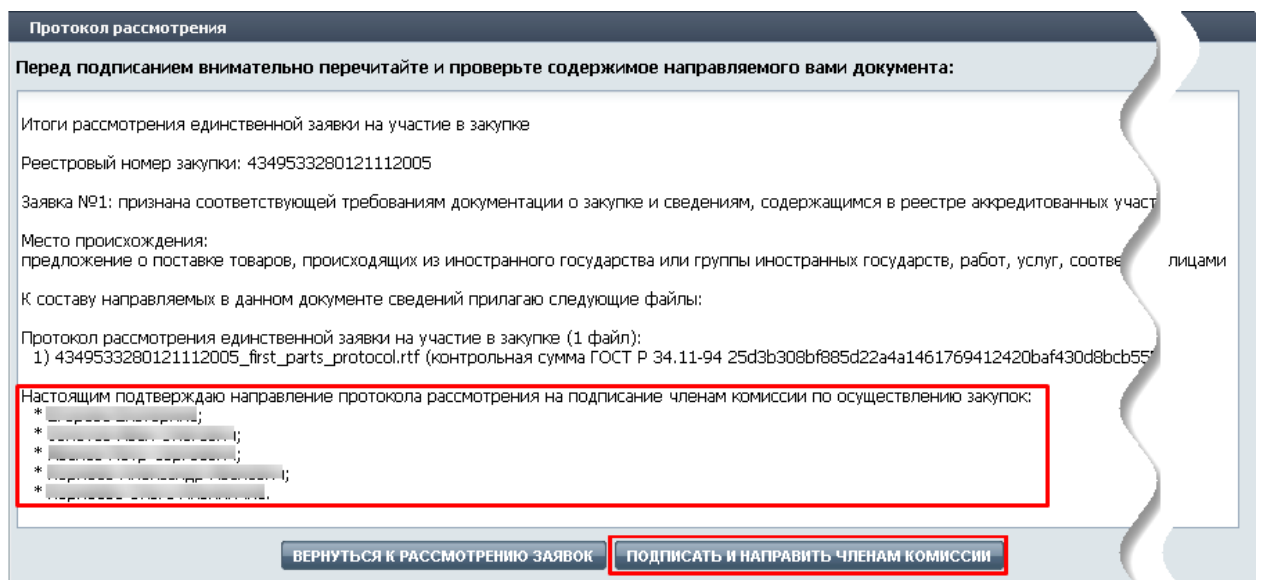 Протокол рассмотрения
Перед подписанием внимательно перечитайте и проверьте содержимое направляемого вами документа:
Итоги рассмотрения единственной заявки на участие в закупке
Реестровый номер закупки: 4349533280121112005
Заявка №1: признана соответствующей требованиям документации о закупке и сведениям, содержащимся в реестре аккредитованных участ
Место происхождения:
предложение о поставке товаров, происходящих из иностранного государства или группы иностранных государств, работ, услуг, соотве лицами
К составу направляемых в данном документе сведений прилагаю следующие файлы:
Протокол рассмотрения единственной заявки на участие в закупке (1 файл):
1) 4349533280121112005_first_parts_protocol.rtf (контрольная сумма ГОСТ Р 34.11-94 25d3b308bf885d22a4a1461769412420baf430d8bcb55
Настоящим подтверждаю направление протокола рассмотрения на подписание членам комиссии по осуществлению закупок:
* ;
* ;
* ;
* ;
* .
ВЕРНУТЬСЯ К РАССМОТРЕНИЮ ЗАЯВОК ПОДПИСАТЬ И НАПРАВИТЬ ЧЛЕНАМ КОМИССИИ